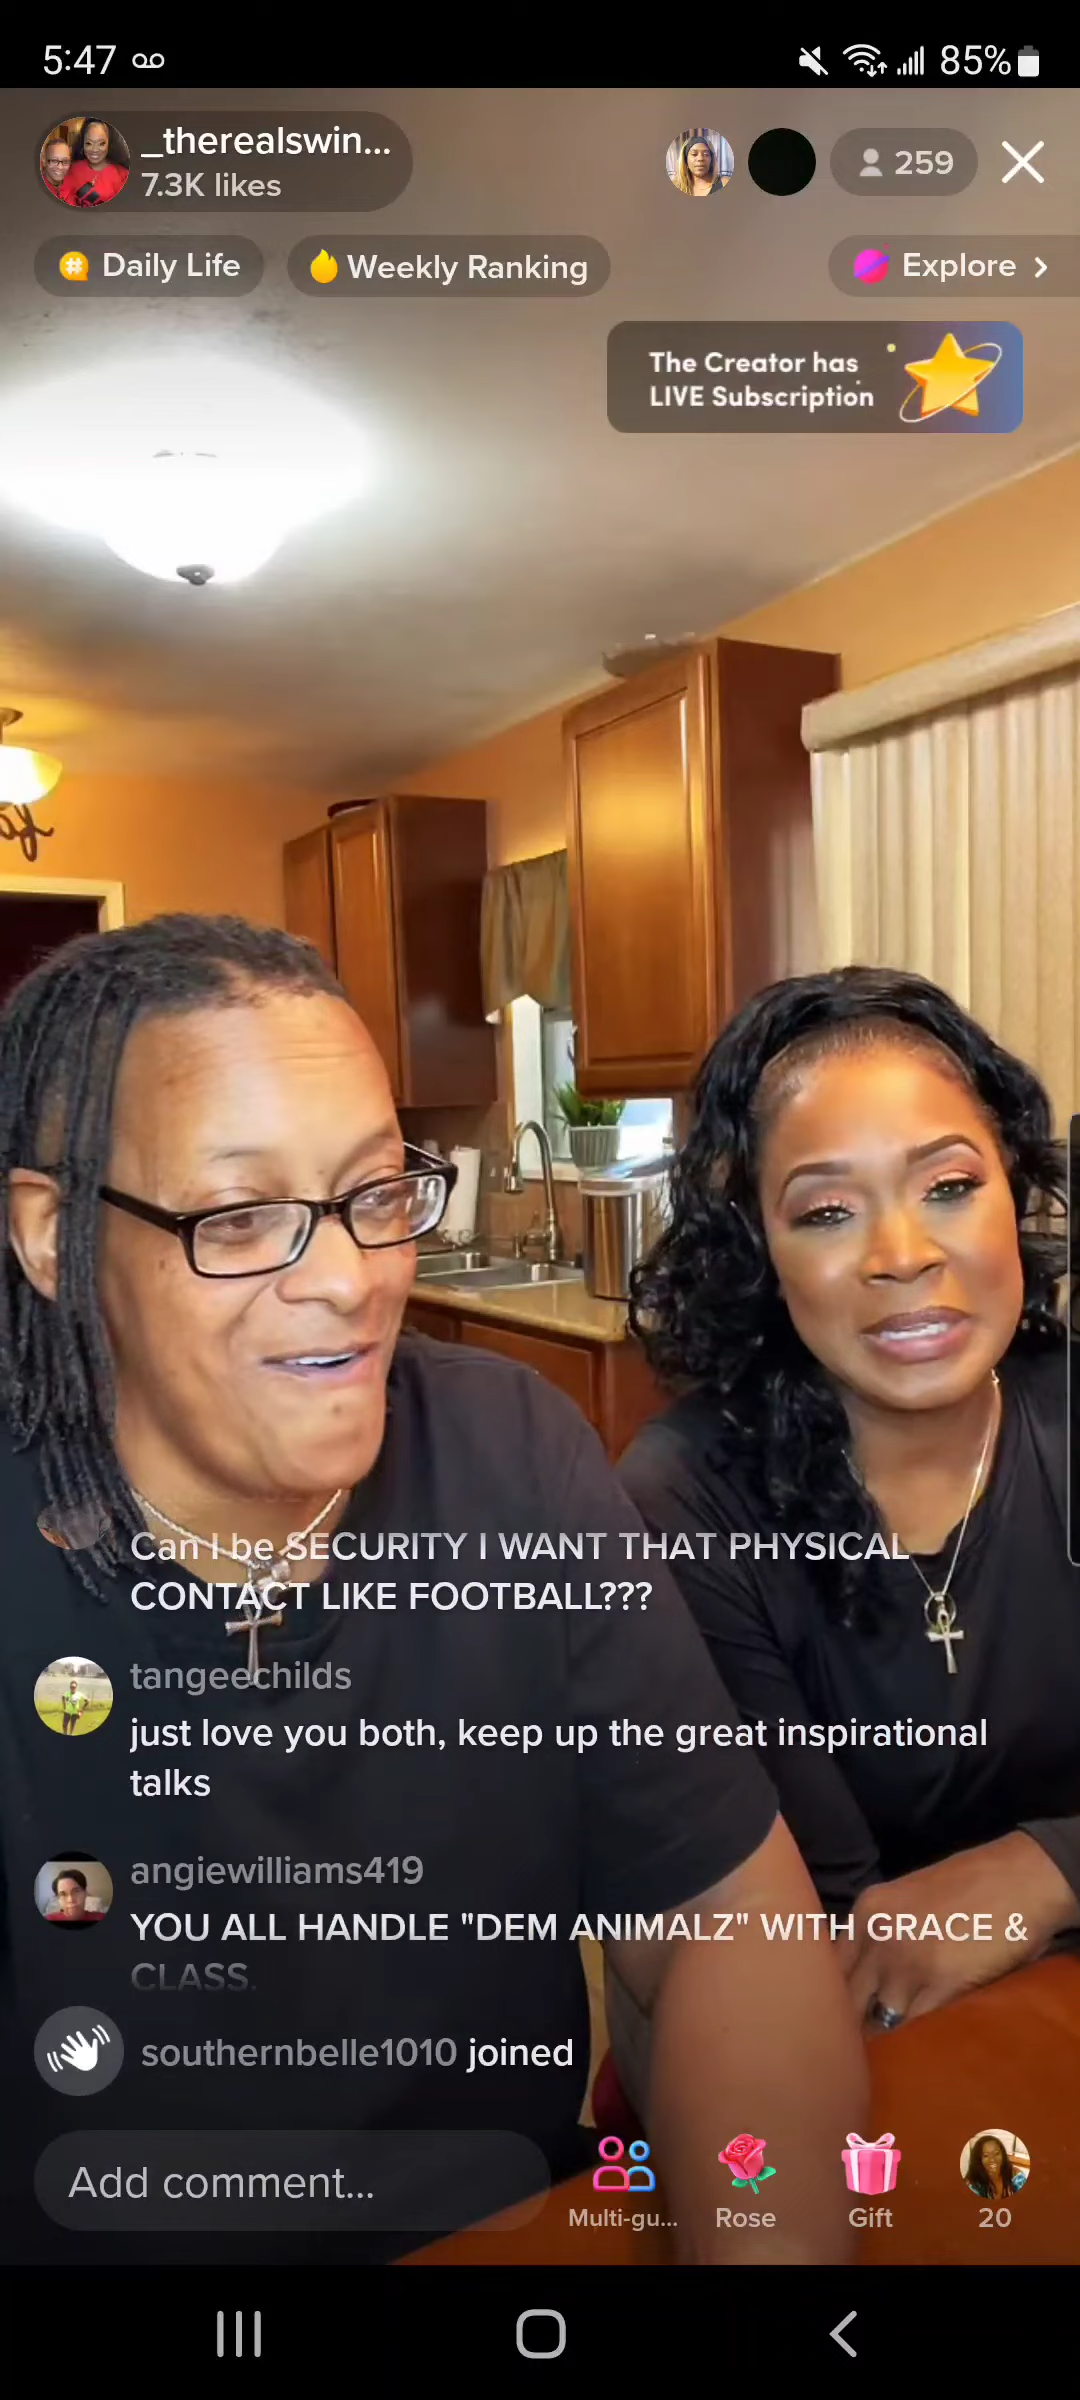 5:47
85%
_therealswin...
7.3K likes
259
Daily Life
Weekly Ranking
Explore >
The Creator has
LIVE Subscription
Can I be SECURITY I WANT THAT PHYSICAL
CONTACT LIKE FOOTBALL???
tangeechilds
just love you both, keep up the great inspirational
talks
angiewilliams419
YOU ALL HANDLE "DEM ANIMALZ" WITH GRACE &
CLASS.
southernbelle1010 joined
Add comment...
Multi-gu...
Rose
Gift
20